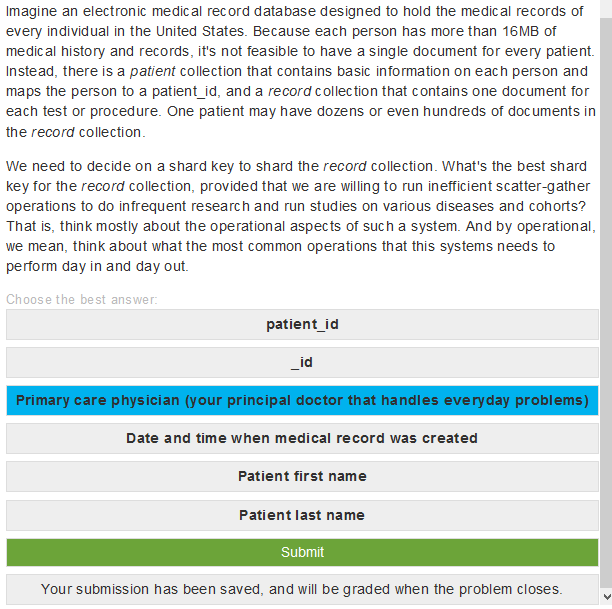 Imagine an electronic medical record database designed to hold the medical records of
every individual in the United States. Because each person has more than 16MB of
medical history and records, it's not feasible to have a single document for every patient.
Instead, there is a patient collection that contains basic information on each person and
maps the person to a patient_id, and a record collection that contains one document for
each test or procedure. One patient may have dozens or even hundreds of documents in
the record collection.
We need to decide on a shard key to shard the record collection. What's the best shard
key for the record collection, provided that we are willing to run inefficient scatter-gather
operations to do infrequent research and run studies on various diseases and cohorts?
That is, think mostly about the operational aspects of such a system. And by operational,
we mean, think about what the most common operations that this systems needs to
perform day in and day out.
Choose the best answer:
patient_id
_id
Primary care physician (your principal doctor that handles everyday problems)
Date and time when medical record was created
Patient first name
Patient last name
Submit
Your submission has been saved, and will be graded when the problem closes.